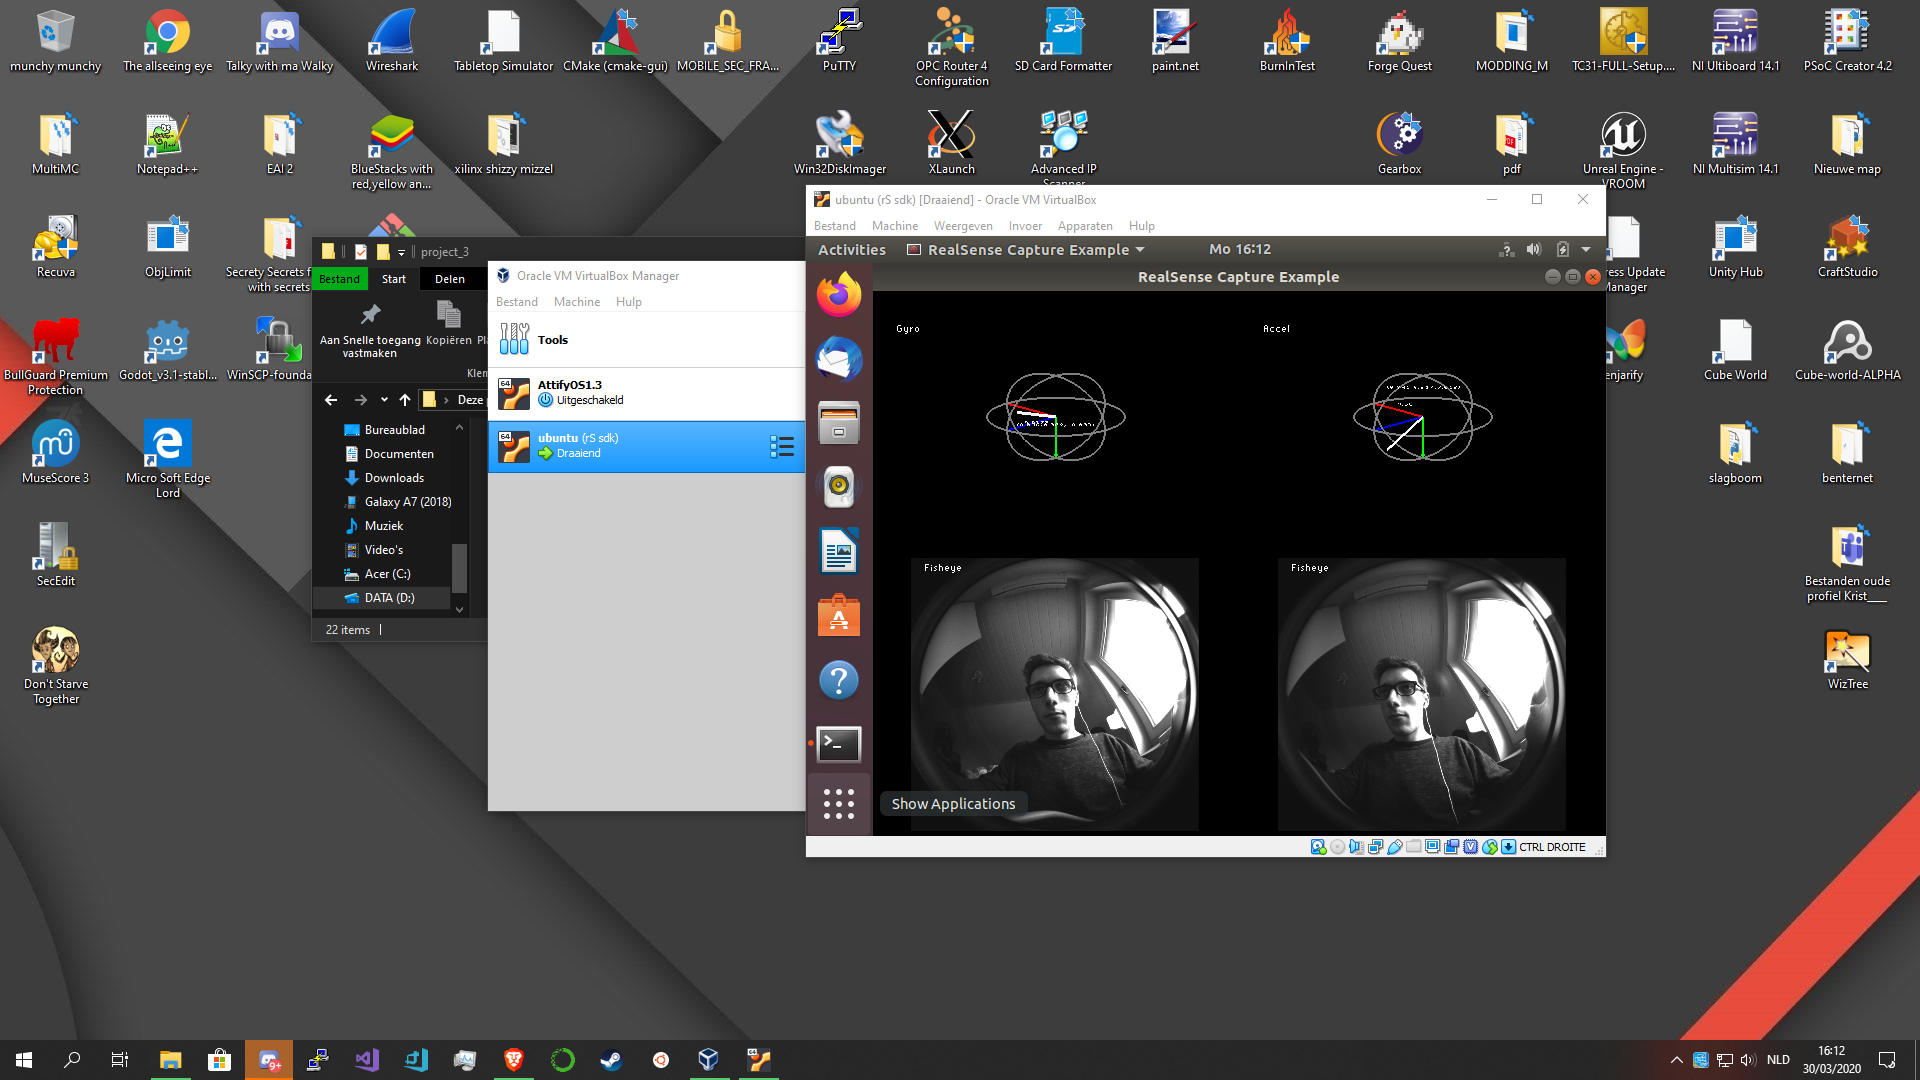 munchy munchy
The allseeing eye
Talky with ma Walky
Wireshark
Tabletop Simulator
CMake (cmake-gui)
MOBILE_SEC_FRA...
PuTTY
OPC Router 4
Configuration
SD Card Formatter
paint.net
BurnInTest
Forge Quest
MODDING_M
TC31-FULL-Setup....
NI Ultiboard 14.1
PSoC Creator 4.2
MultiMC
Notepad++
EAI 2
BlueStacks with
red,yellow an...
xilinx shizzy mizzel
Win32DiskImager
XLaunch
Advanced IP
Scanner
Gearbox
pdf
Unreal Engine -
VROOM
NI Multisim 14.1
Nieuwe map
Recuva
ObjLimit
Secrety Secrets f
with secrets
ress Update
Manager
Unity Hub
CraftStudio
BullGuard Premium
Protection
Godot_v3.1-stabl...
WinSCP-founda
enjarify
Cube World
Cube-world-ALPHA
MuseScore 3
Micro Soft Edge
Lord
slagboom
benternet
SecEdit
Bestanden oude
profiel Krist____
Don't Starve
Together
WizTree
project_3
Bestand
Start
Delen
Aan Snelle toegang
vastmaken
Kopiëren
Pl
Klem
Deze p
Bureaublad
Documenten
Downloads
Galaxy A7 (2018)
Muziek
Video's
Acer (C:)
DATA (D:)
22 items
Oracle VM VirtualBox Manager
Bestand Machine Hulp
Tools
64
AttifyOS1.3
Uitgeschakeld
64
ubuntu (rS sdk)
Draaiend
ubuntu (rS sdk) [Draaiend] - Oracle VM VirtualBox
Bestand Machine Weergeven Invoer Apparaten Hulp
Activities
RealSense Capture Example
Mo 16:12
RealSense Capture Example
Gyro
Accel
Fisheye
Fisheye
Show Applications
CTRL DROITE
9+
NLD
16:12
30/03/2020